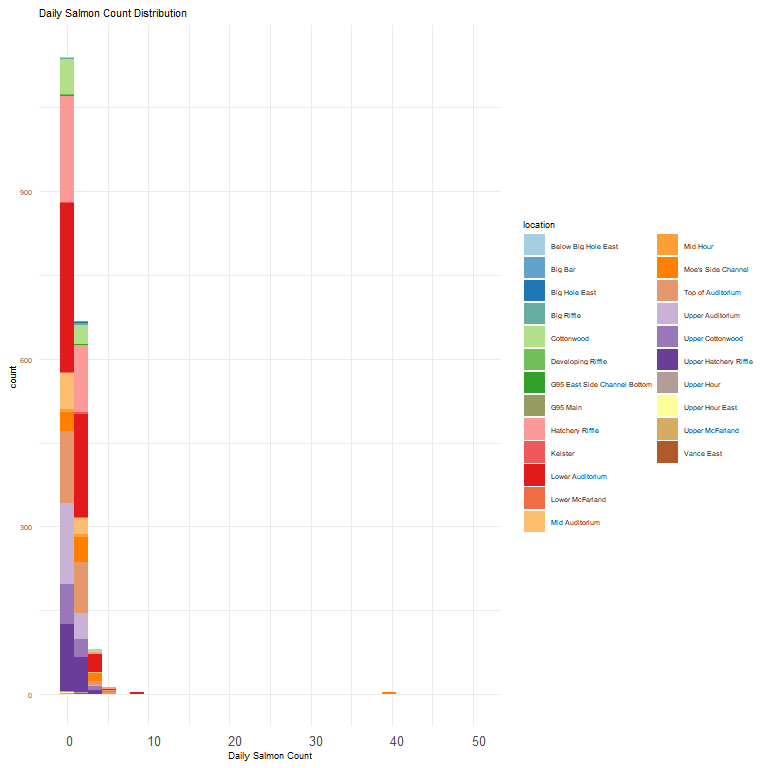 Daily Salmon Count Distribution
900
600
300
0
count
0 10 20 30 40 50
Daily Salmon Count
location
Below Big Hole East
Big Bar
Big Hole East
Big Riffle
Cottonwood
Developing Riffle
G95 East Side Channel Bottom
G95 Main
Hatchery Riffle
Keister
Lower Auditorium
Lower McFarland
Mid Auditorium
Mid Hour
Moe's Side Channel
Top of Auditorium
Upper Auditorium
Upper Cottonwood
Upper Hatchery Riffle
Upper Hour
Upper Hour East
Upper McFarland
Vance East